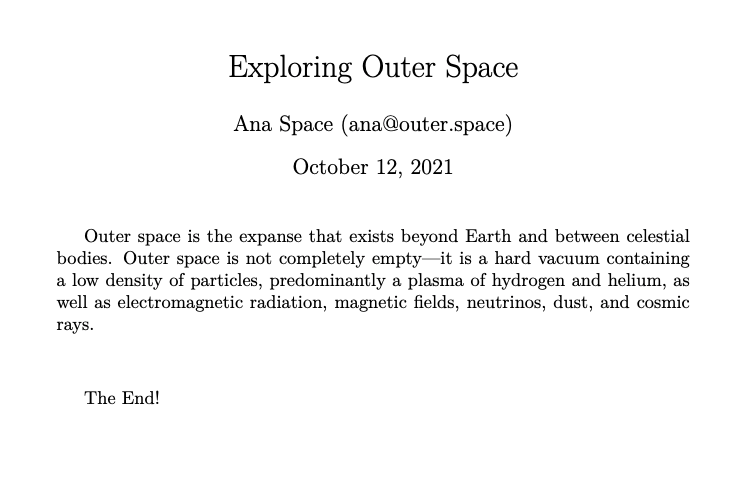 Exploring Outer Space
Ana Space (ana@outer.space)
October 12, 2021
Outer space is the expanse that exists beyond Earth and between celestial
bodies. Outer space is not completely empty—it is a hard vacuum containing
a low density of particles, predominantly a plasma of hydrogen and helium, as
well as electromagnetic radiation, magnetic fields, neutrinos, dust, and cosmic
rays.
The End!